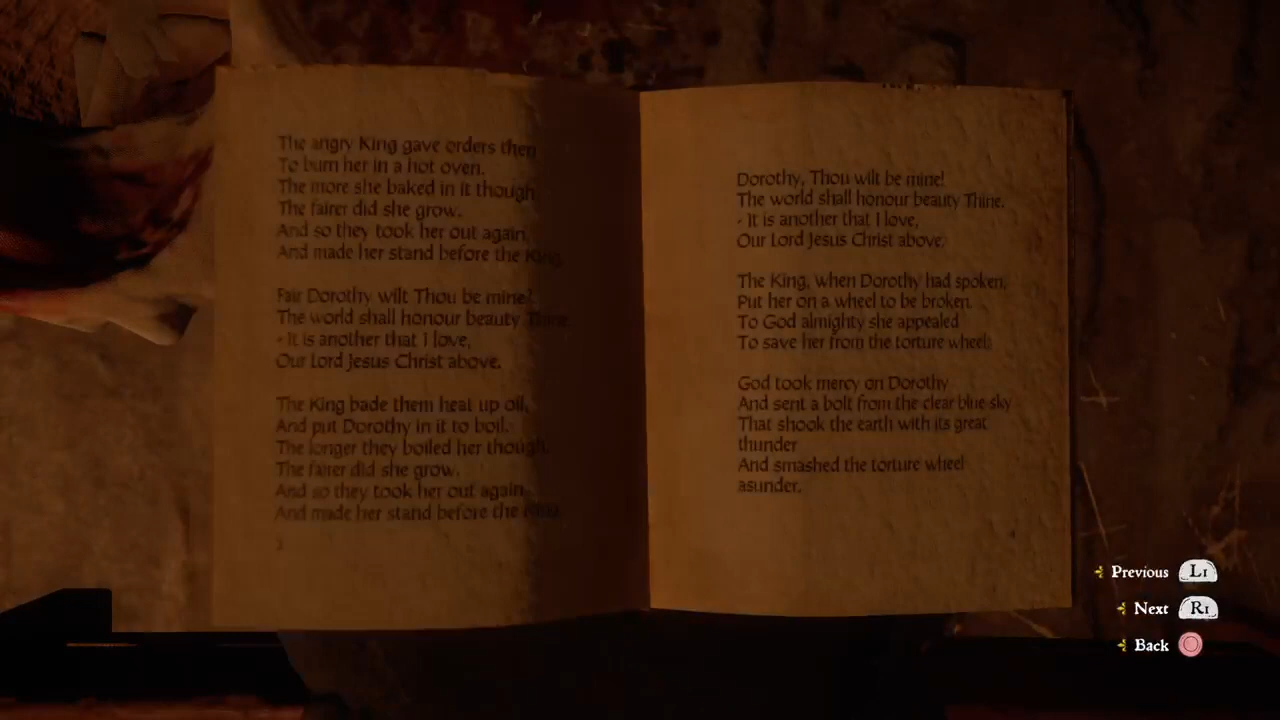 The angry King gave orders then
To burn her in a hot oven.
The more she baked in it though
The fairer did she grow.
And so they took her out again
And made her stand before the King.
Fair Dorothy wilt Thou be mine?
The world shall honour beauty Thine.
- It is another that I love,
Our Lord Jesus Christ above.
The King bade them heat up oil,
And put Dorothy in it to boil.
The longer they boiled her though,
The fairer did she grow.
And so they took her out again
And made her stand before the King.
Dorothy, Thou wilt be mine!
The world shall honour beauty Thine.
- It is another that I love,
Our Lord Jesus Christ above.
The King, when Dorothy had spoken,
Put her on a wheel to be broken.
To God almighty she appealed
To save her from the torture wheel.
God took mercy on Dorothy
And sent a bolt from the clear blue sky
That shook the earth with its great
thunder
And smashed the torture wheel
asunder.
Previous L1
Next R1
Back